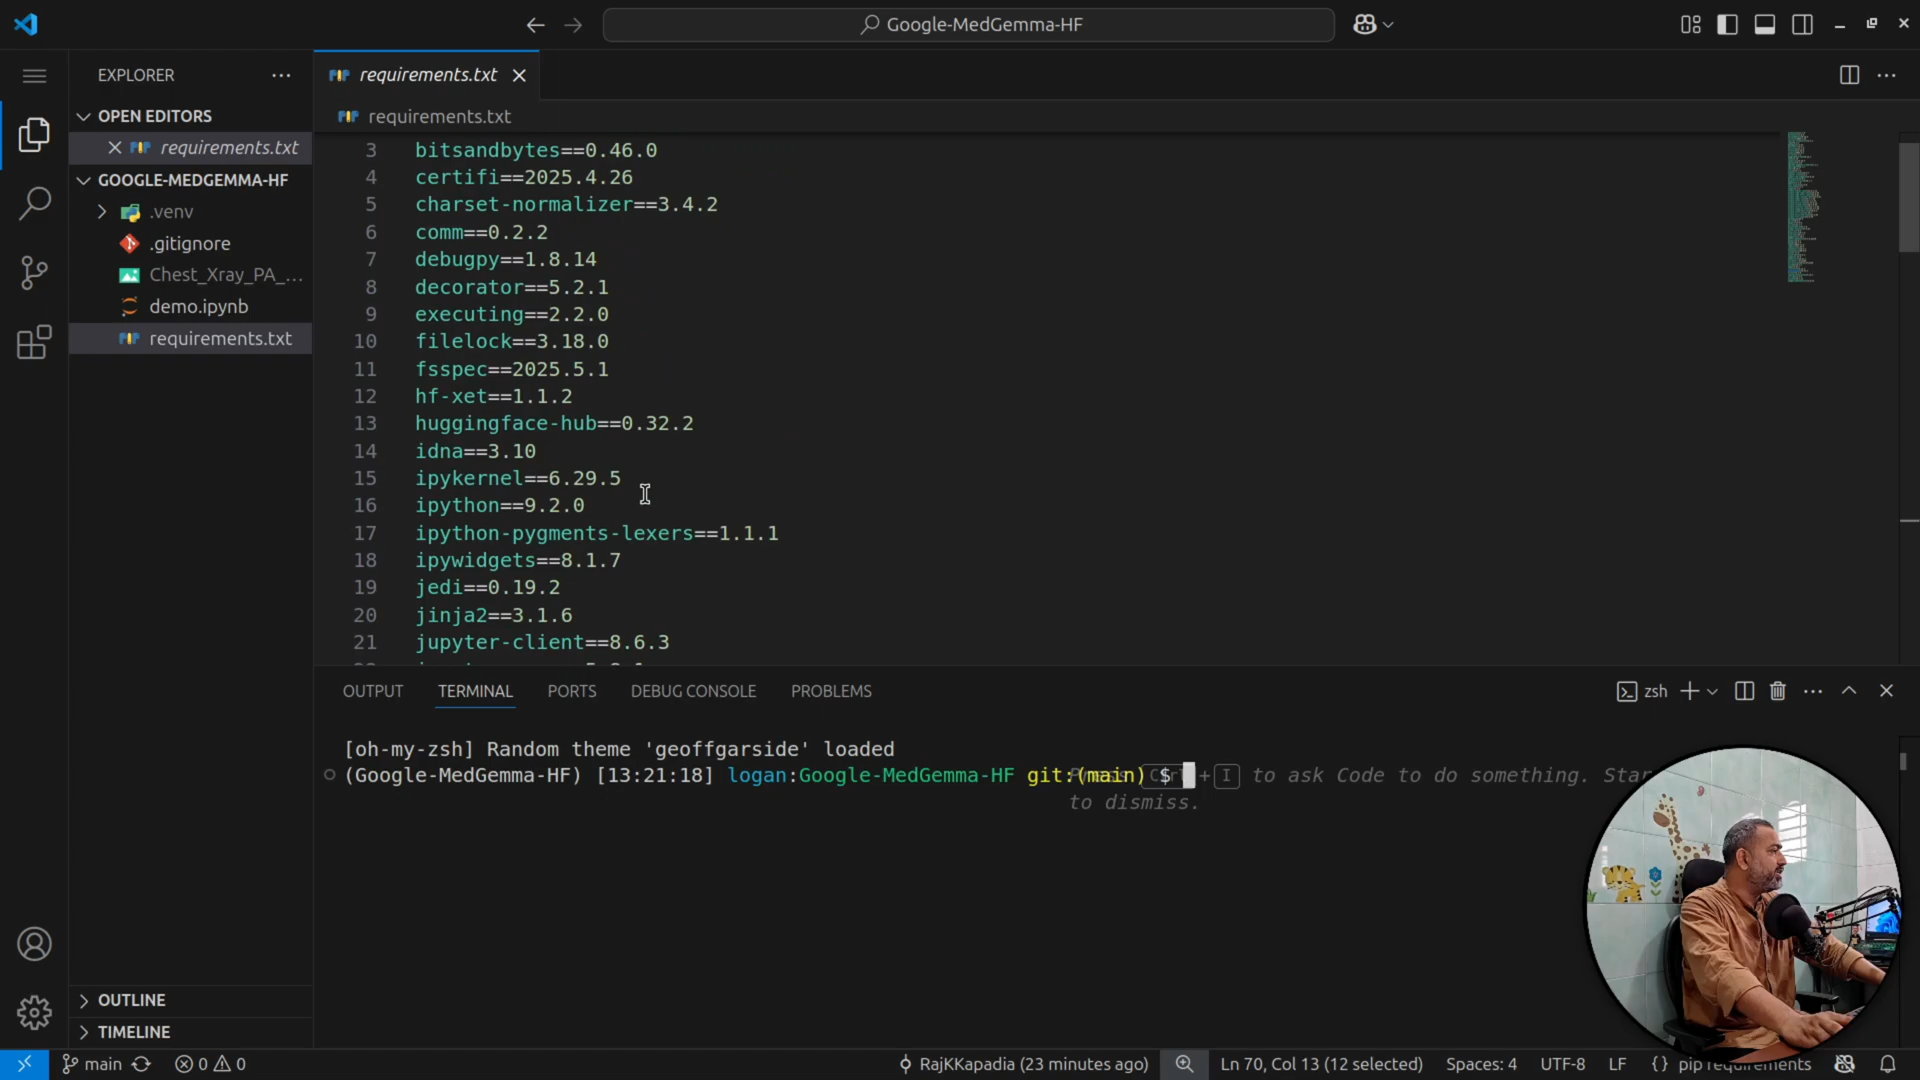 Google-MedGemma-HF
EXPLORER
requirements.txt
OPEN EDITORS
requirements.txt
requirements.txt
GOOGLE-MEDGEMMA-HF
.venv
.gitignore
Chest_Xray_PA_...
demo.ipynb
requirements.txt
3 bitsandbytes==0.46.0
4 certifi==2025.4.26
5 charset-normalizer==3.4.2
6 comm==0.2.2
7 debugpy==1.8.14
8 decorator==5.2.1
9 executing==2.2.0
10 filelock==3.18.0
11 fsspec==2025.5.1
12 hf-xet==1.1.2
13 huggingface-hub==0.32.2
14 idna==3.10
15 ipykernel==6.29.5
16 ipython==9.2.0
17 ipython-pygments-lexers==1.1.1
18 ipywidgets==8.1.7
19 jedi==0.19.2
20 jinja2==3.1.6
21 jupyter-client==8.6.3
OUTPUT TERMINAL PORTS DEBUG CONSOLE PROBLEMS
zsh
[oh-my-zsh] Random theme 'geoffgarside' loaded
(Google-MedGemma-HF) [13:21:18] logan:Google-MedGemma-HF git:(main) $ + I to ask Code to do something. Star
to dismiss.
OUTLINE
TIMELINE
main 0 0 RajKKapadia (23 minutes ago) Ln 70, Col 13 (12 selected) Spaces: 4 UTF-8 LF {} pip requirements